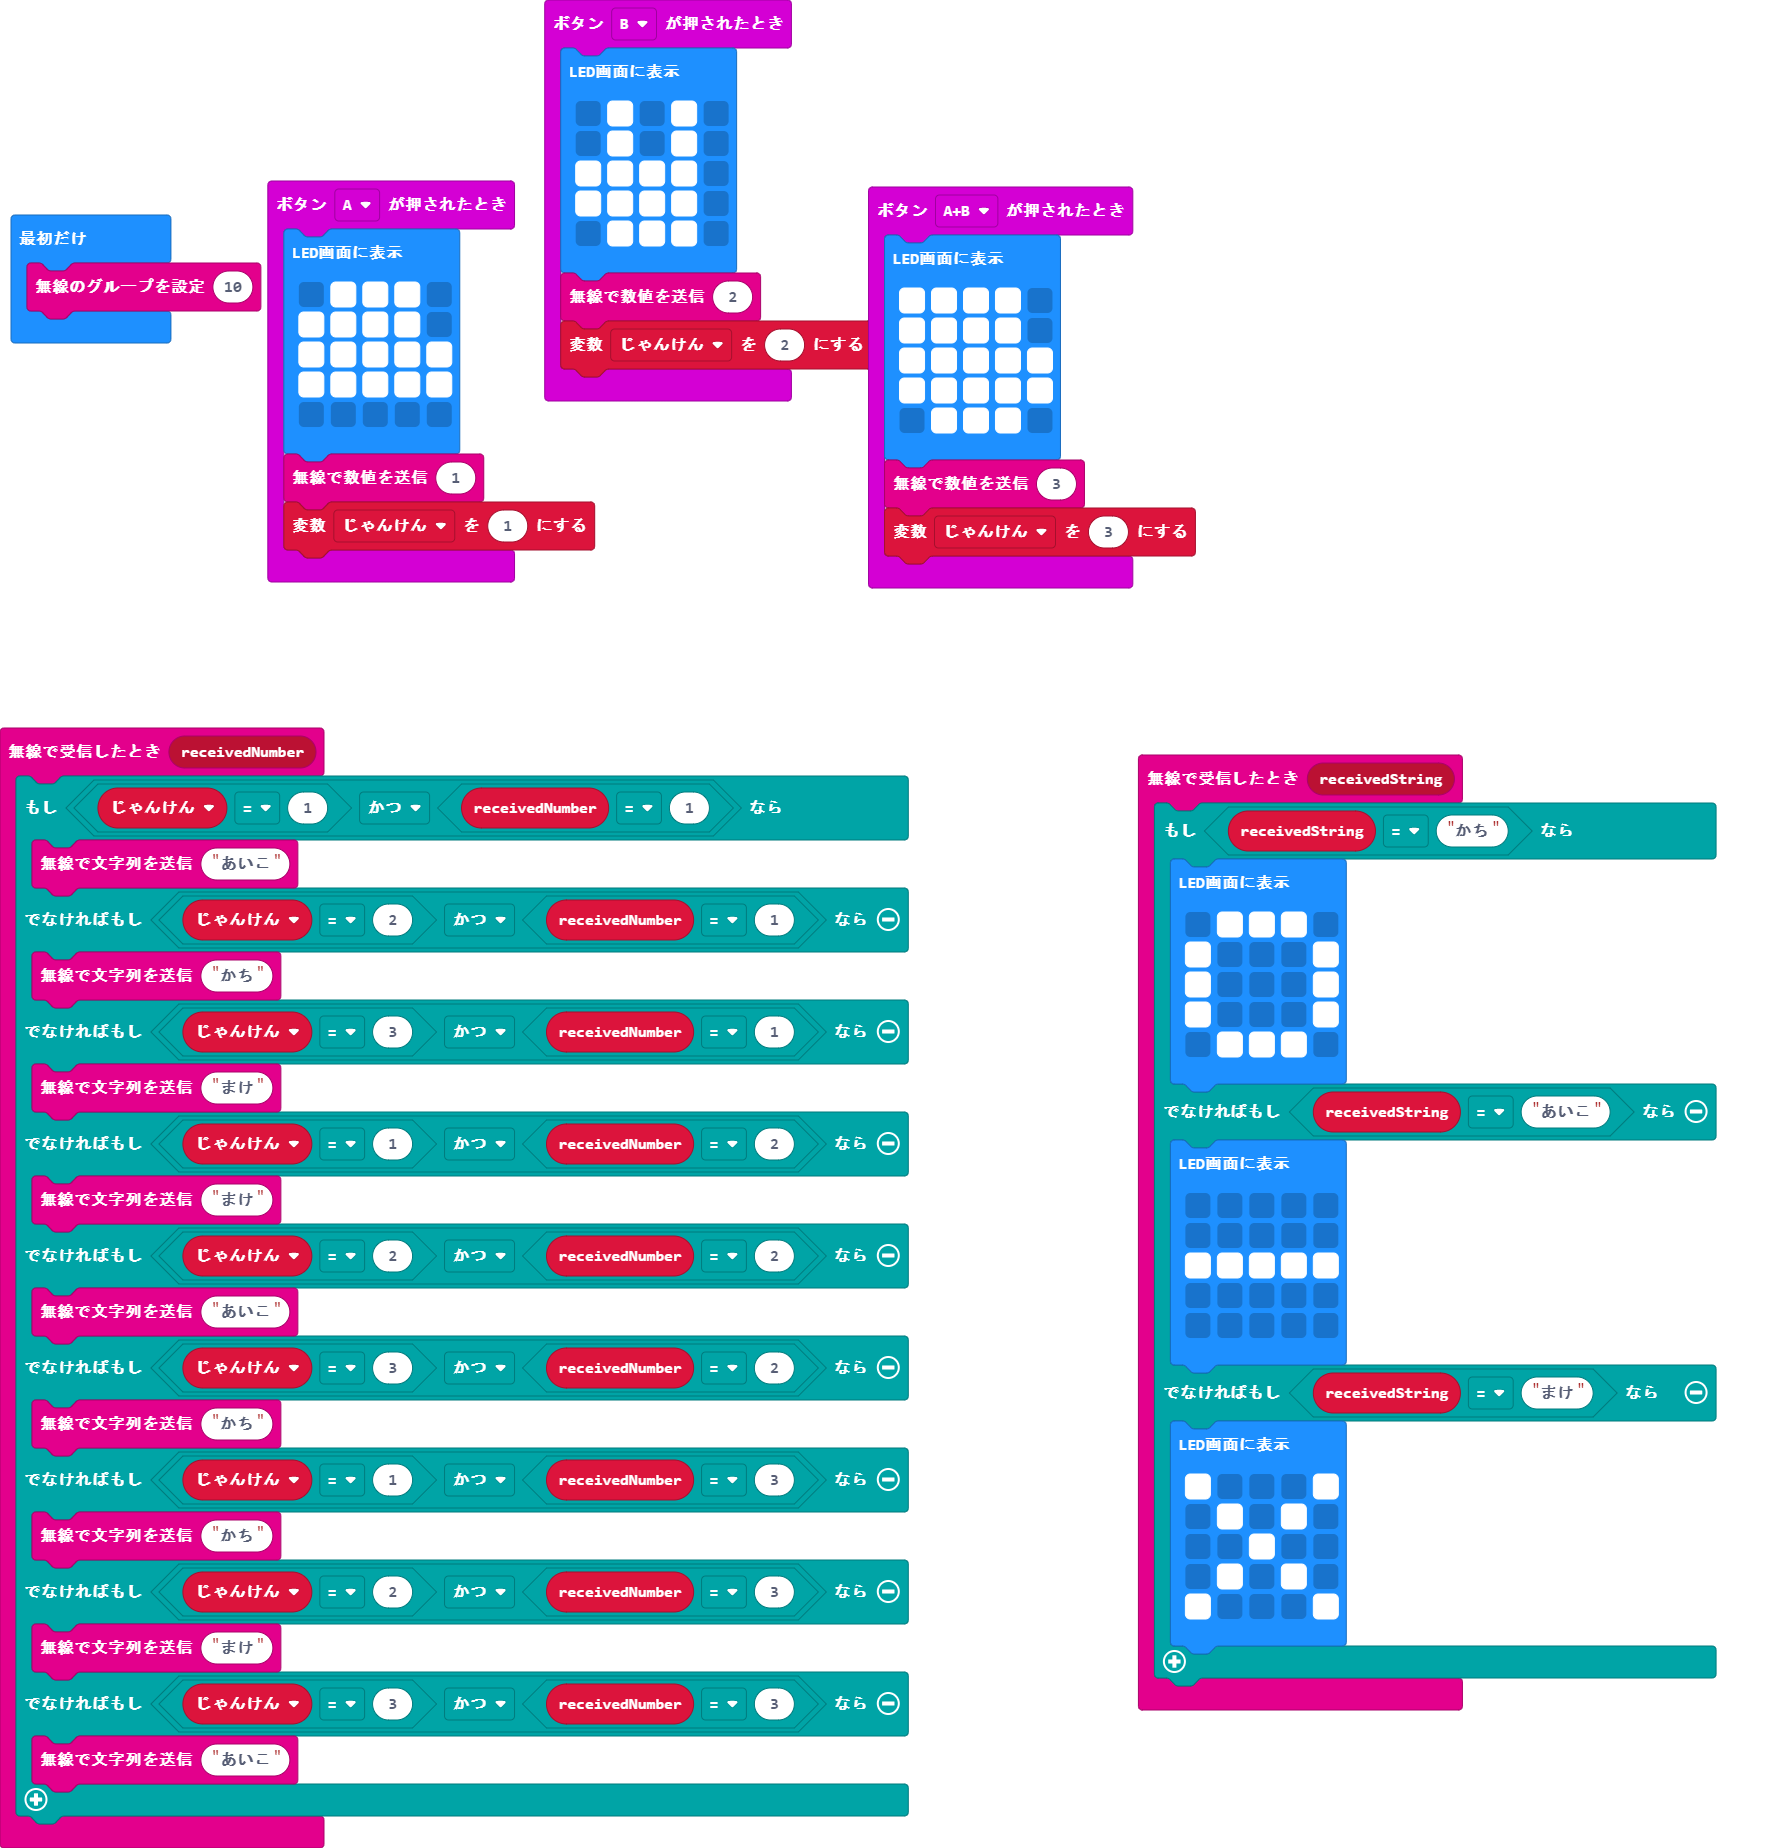 最初だけ
無線のグループを設定 10
ボタン A が押されたとき
LED画面に表示
無線で数値を送信 1
変数 じゃんけん を 1 にする
ボタン B が押されたとき
LED画面に表示
無線で数値を送信 2
変数 じゃんけん を 2 にする
ボタン A+B が押されたとき
LED画面に表示
無線で数値を送信 3
変数 じゃんけん を 3 にする
無線で受信したとき receivedNumber
もし じゃんけん = 1 かつ receivedNumber = 1 なら
無線で文字列を送信 "あいこ"
でなければもし じゃんけん = 2 かつ receivedNumber = 1 なら
無線で文字列を送信 "かち"
でなければもし じゃんけん = 3 かつ receivedNumber = 1 なら
無線で文字列を送信 "まけ"
でなければもし じゃんけん = 1 かつ receivedNumber = 2 なら
無線で文字列を送信 "まけ"
でなければもし じゃんけん = 2 かつ receivedNumber = 2 なら
無線で文字列を送信 "あいこ"
でなければもし じゃんけん = 3 かつ receivedNumber = 2 なら
無線で文字列を送信 "かち"
でなければもし じゃんけん = 1 かつ receivedNumber = 3 なら
無線で文字列を送信 "かち"
でなければもし じゃんけん = 2 かつ receivedNumber = 3 なら
無線で文字列を送信 "まけ"
でなければもし じゃんけん = 3 かつ receivedNumber = 3 なら
無線で文字列を送信 "あいこ"
無線で受信したとき receivedString
もし receivedString = "かち" なら
LED画面に表示
でなければもし receivedString = "あいこ" なら
LED画面に表示
でなければもし receivedString = "まけ" なら
LED画面に表示